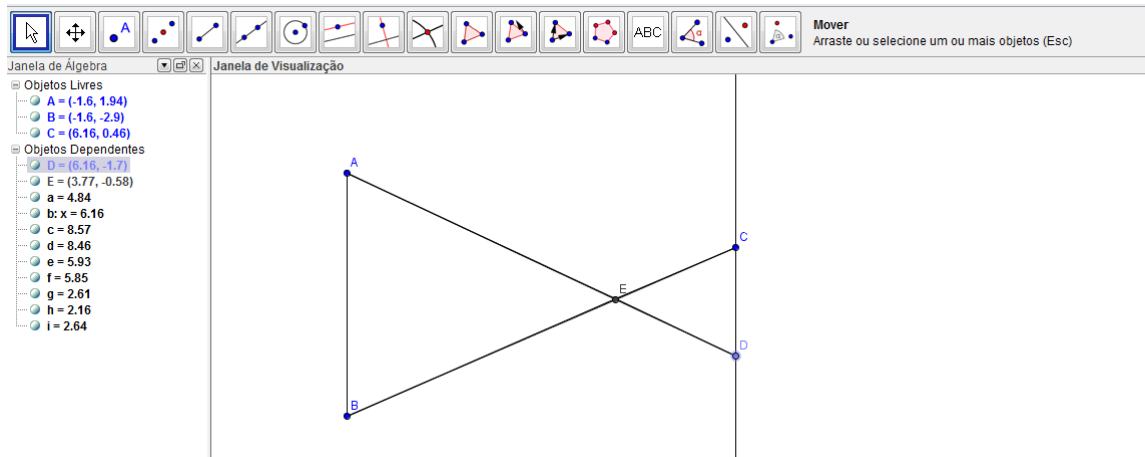 A
ABC
α
a
Mover
Arraste ou selecione um ou mais objetos (Esc)
Janela de Álgebra
Janela de Visualização
Objetos Livres
A = (-1.6, 1.94)
B = (-1.6, -2.9)
C = (6.16, 0.46)
Objetos Dependentes
D = (6.16, -1.7)
E = (3.77, -0.58)
a = 4.84
b: x = 6.16
c = 8.57
d = 8.46
e = 5.93
f = 5.85
g = 2.61
h = 2.16
i = 2.64
A
C
E
D
B